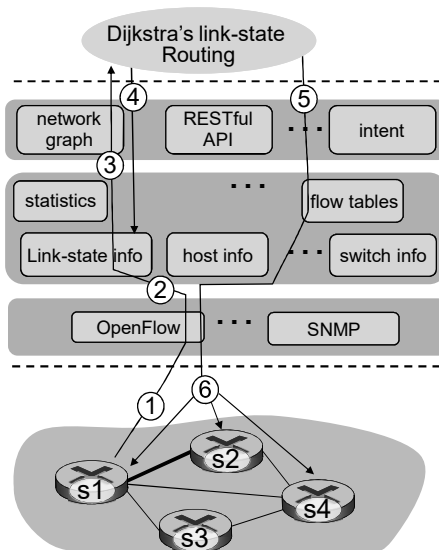 Dijkstra's link-state
Routing
4
5
network
graph
RESTful
API
...
intent
3
statistics
...
flow tables
Link-state info
host info
...
switch info
2
OpenFlow
...
SNMP
1
6
s1
s2
s3
s4